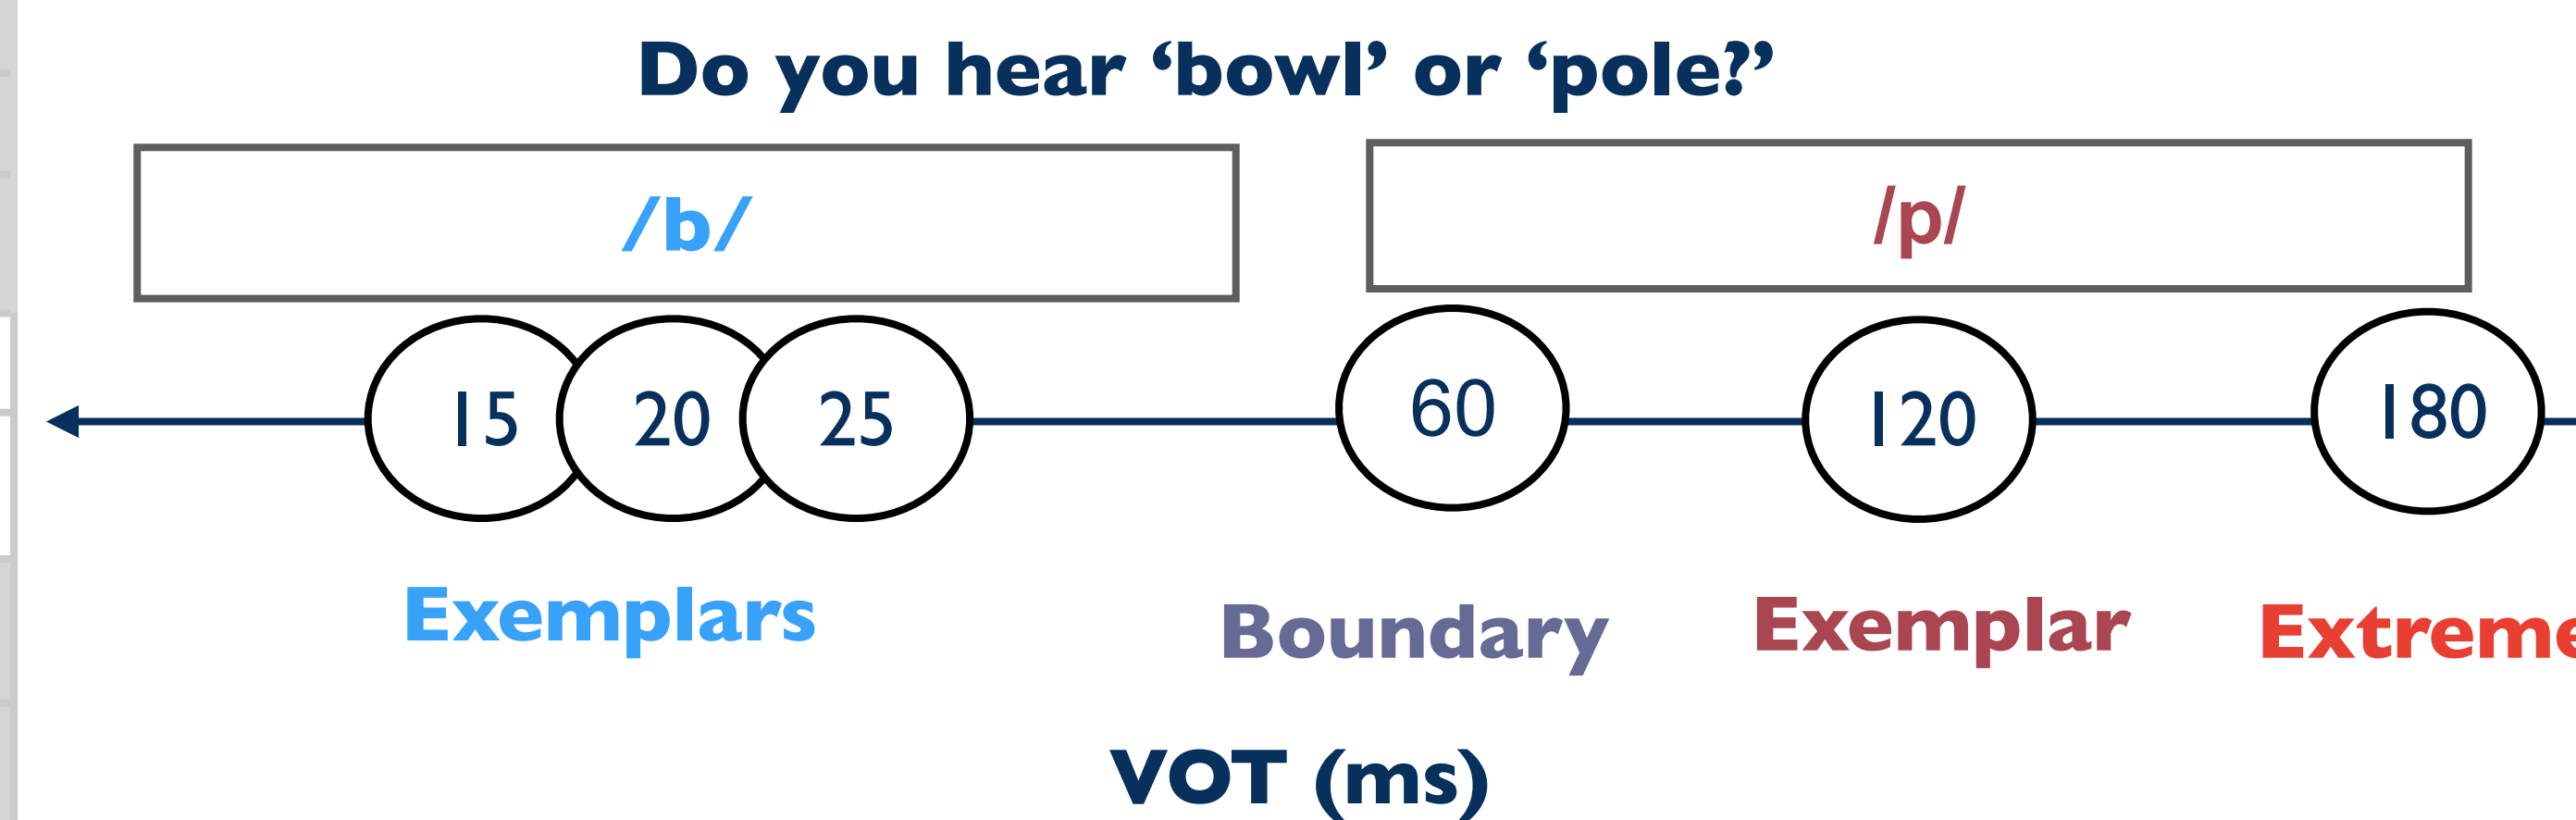 Do you hear ‘bowl’ or ‘pole?’
/b/ /p/
15 20 25 60 120 180
Exemplars Boundary Exemplar Extreme
VOT (ms)